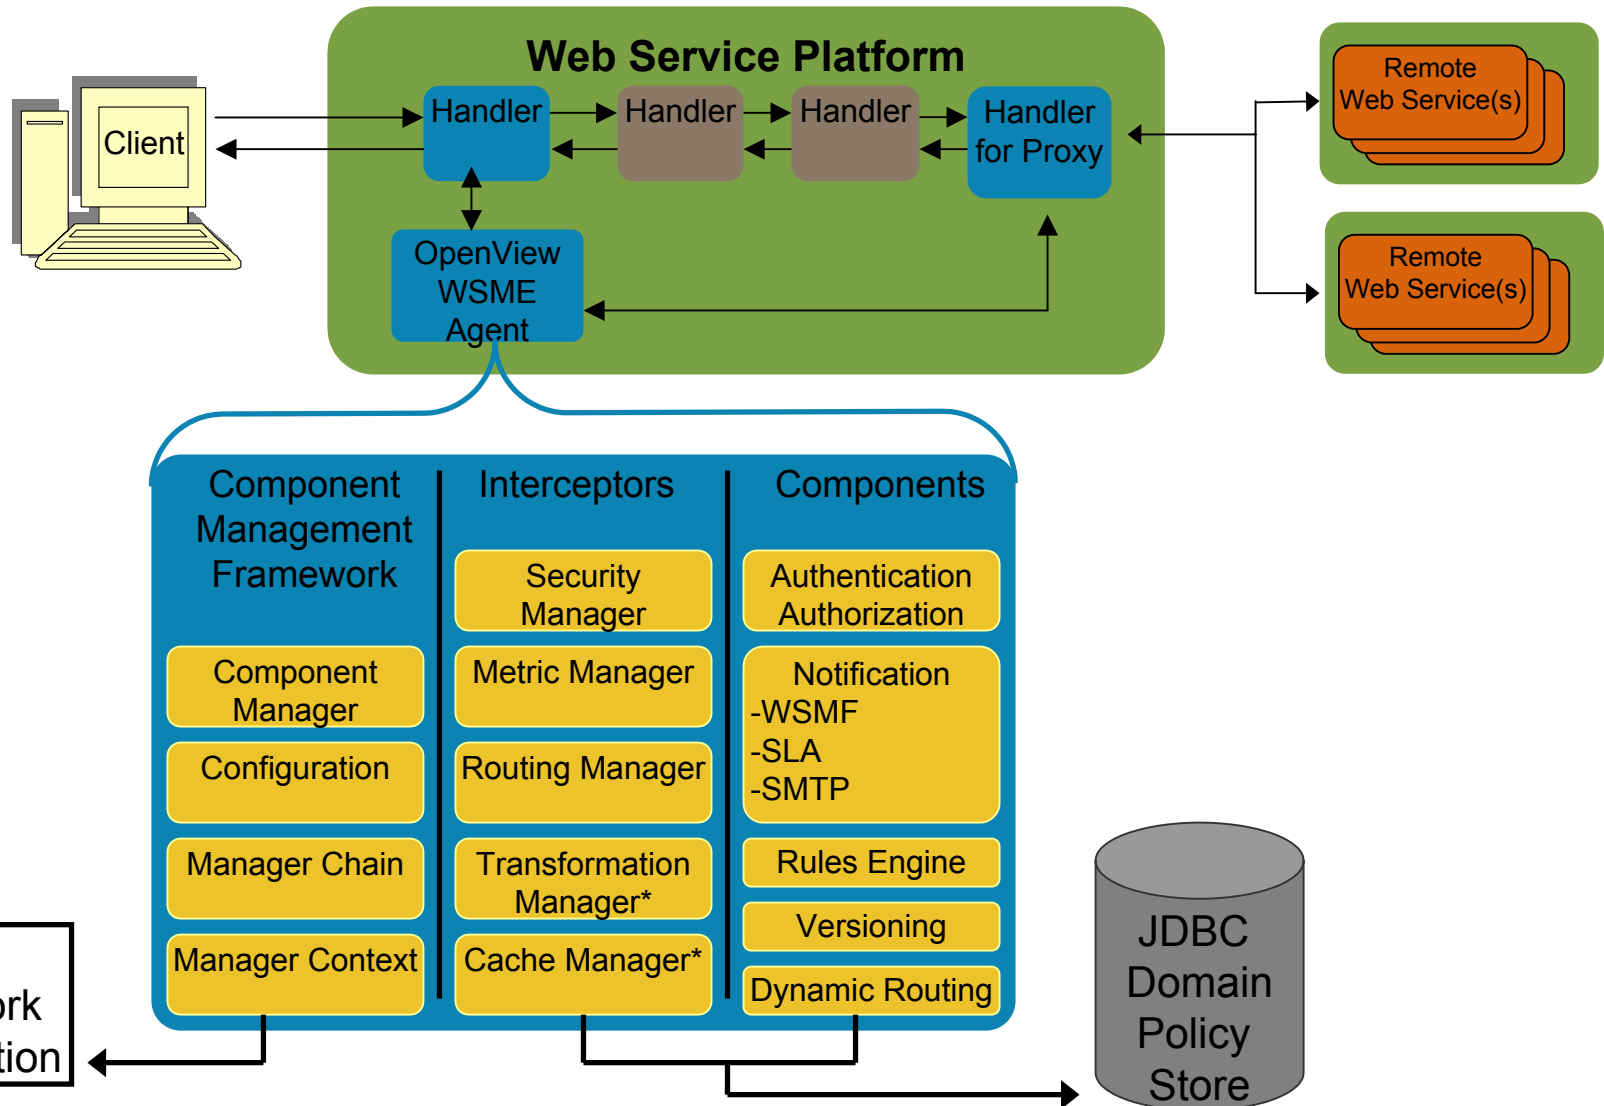 Web Service Platform
Client
Handler
Handler
Handler
Handler
for Proxy
Remote
Web Service(s)
OpenView
WSME
Agent
Remote
Web Service(s)
Component
Management
Framework
Interceptors
Components
Security
Manager
Authentication
Authorization
Component
Manager
Metric Manager
Notification
-WSMF
-SLA
-SMTP
Configuration
Routing Manager
Manager Chain
Transformation
Manager*
Rules Engine
Versioning
Manager Context
Cache Manager*
Dynamic Routing
JDBC
Domain
Policy
Store